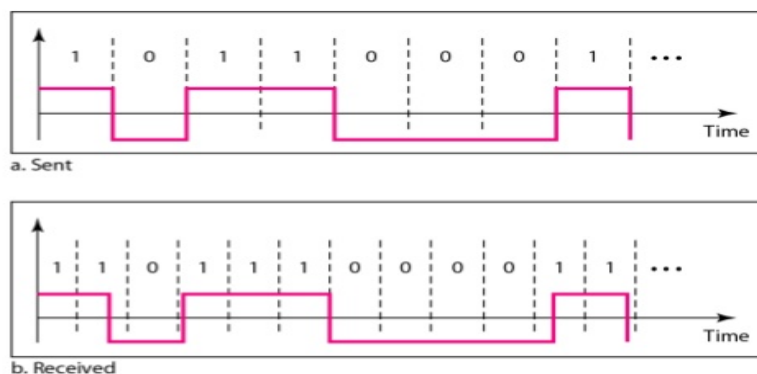 1 0 1 1 0 0 0 1 ...
Time
a. Sent
1 1 0 1 1 1 0 0 0 0 1 1 ...
Time
b. Received